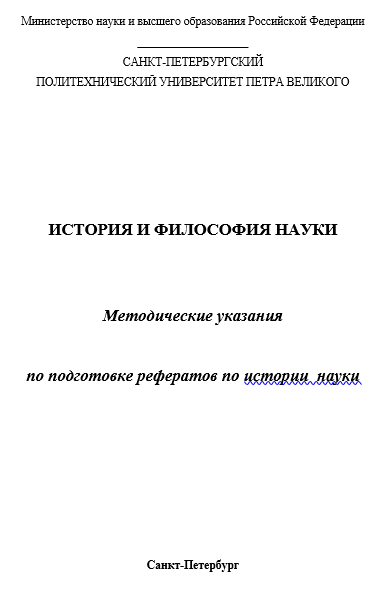 Министерство науки и высшего образования Российской Федерации
САНКТ-ПЕТЕРБУРГСКИЙ
ПОЛИТЕХНИЧЕСКИЙ УНИВЕРСИТЕТ ПЕТРА ВЕЛИКОГО
ИСТОРИЯ И ФИЛОСОФИЯ НАУКИ
Методические указания
по подготовке рефератов по истории науки
Санкт-Петербург